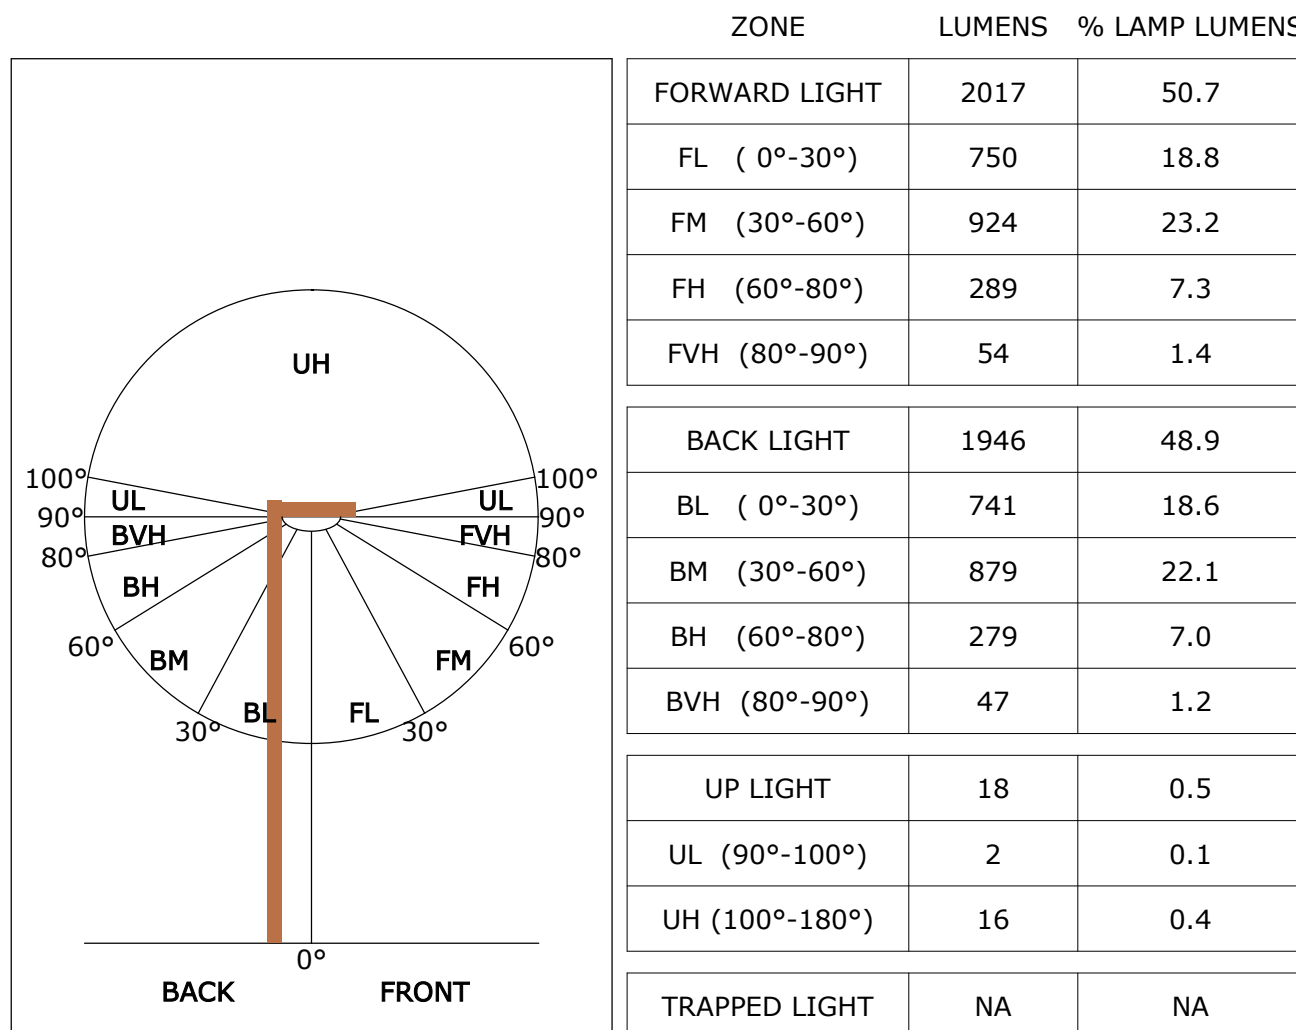 ZONE LUMENS % LAMP LUMENS
FORWARD LIGHT 2017 50.7
FL ( 0°-30°) 750 18.8
FM (30°-60°) 924 23.2
FH (60°-80°) 289 7.3
FVH (80°-90°) 54 1.4
BACK LIGHT 1946 48.9
BL ( 0°-30°) 741 18.6
BM (30°-60°) 879 22.1
BH (60°-80°) 279 7.0
BVH (80°-90°) 47 1.2
UP LIGHT 18 0.5
UL (90°-100°) 2 0.1
UH (100°-180°) 16 0.4
TRAPPED LIGHT NA NA
UH
100° 100°
UL UL
90° 90°
BVH FVH
80° 80°
BH FH
60° 60°
BM FM
BL FL
30° 30°
0°
BACK FRONT